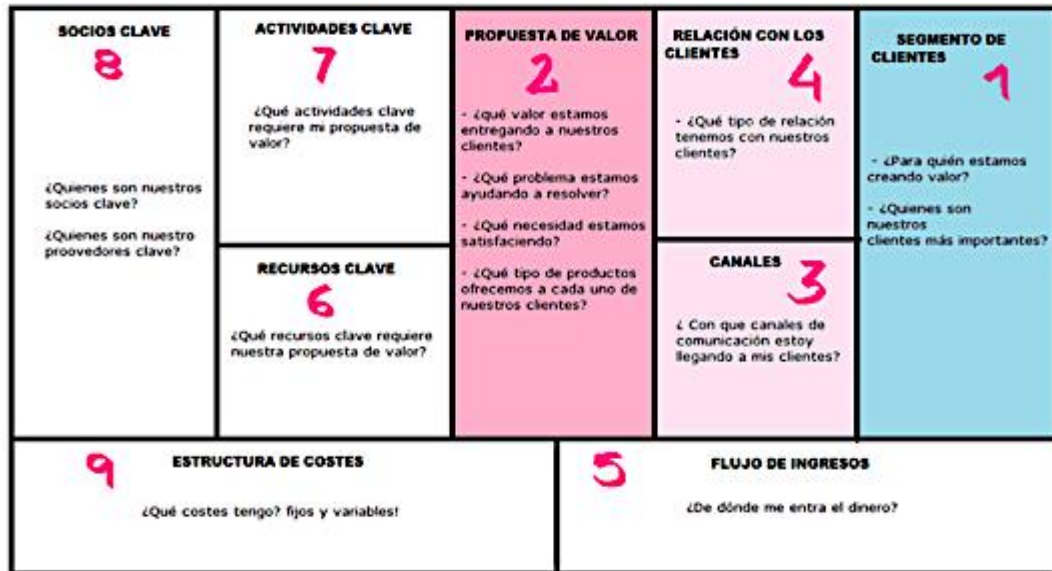 SOCIOS CLAVE
8
¿Quienes son nuestros
socios clave?
¿Quienes son nuestro
proovedores clave?
ACTIVIDADES CLAVE
7
¿Qué actividades clave
requiere mi propuesta de
valor?
RECURSOS CLAVE
6
¿Qué recursos clave requiere
nuestra propuesta de valor?
PROPUESTA DE VALOR
2
- ¿qué valor estamos
entregando a nuestros
clientes?
- ¿Qué problema estamos
ayudando a resolver?
- ¿Qué necesidad estamos
satisfaciendo?
- ¿Qué tipo de productos
ofrecemos a cada uno de
nuestros clientes?
RELACIÓN CON LOS
CLIENTES
4
- ¿Qué tipo de relación
tenemos con nuestros
clientes?
CANALES
3
¿ Con que canales de
comunicación estoy
llegando a mis clientes?
SEGMENTO DE
CLIENTES
1
- ¿Para quién estamos
creando valor?
- ¿Quienes son
nuestros
clientes más importantes?
9
ESTRUCTURA DE COSTES
¿Qué costes tengo? fijos y variables!
5
FLUJO DE INGRESOS
¿De dónde me entra el dinero?